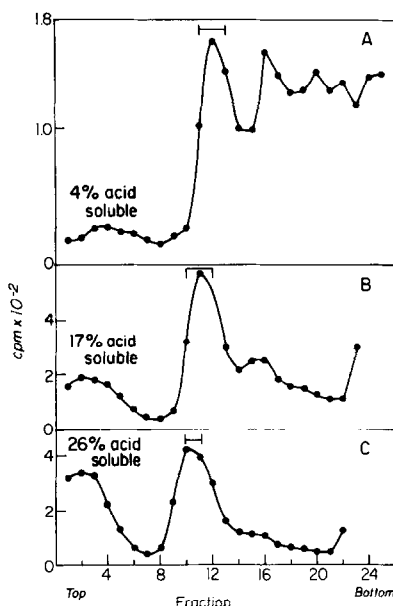 1.8
A
1.0
4% acid
soluble
0
B
4
17% acid
soluble
2
cpm x 10-2
0
C
4
26% acid
soluble
2
0
4
8
12
16
20
24
Top
Fraction
Bottom